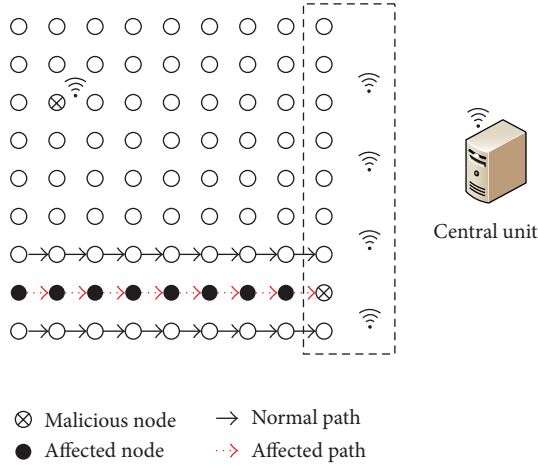 Central unit
Malicious node
Normal path
Affected node
Affected path